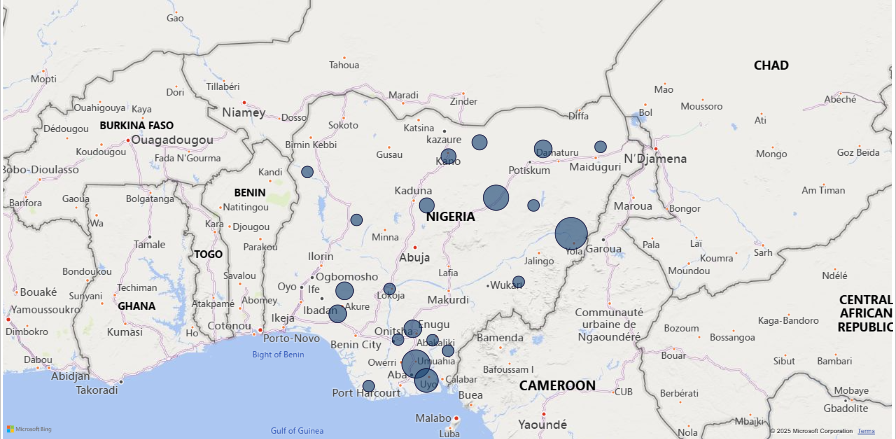 Gao
Mopti
Dori
Tillabéri
Tahoua
Niamey
Dosso
Maradi
Zinder
Diffa
Bol
Mao
Moussoro
CHAD
Abeché
Ati
Ouahigouya
Kaya
Dédougou
BURKINA FASO
Ouagadougou
Koudougou
Fada N'Gourma
Bobo-Dioulasso
Banfora
Sokoto
Birnin Kebbi
Gusau
Katsina
kazaure
Kano
Damaturu
Potiskum
Maiduguri
N'Djamena
Mongo
Goz Beida
Am Timan
Kandi
BENIN
Natitingou
Djougou
Parakou
Gaoua
Bolgatanga
Wa
Kara
Tamale
TOGO
Kaduna
NIGERIA
Minna
Abuja
Maroua
Bongor
Yola
Garoua
Pala
Laï
Koumra
Sarh
Moundou
Ndélé
Jalingo
Lafia
Ilorin
Ogbomosho
Oyo
Ife
Ibadan
Akure
Lokoja
Makurdi
Wukari
Bondoukou
Techiman
Sunyani
Bouaké
Yamoussoukro
GHANA
Kumasi
Dimbokro
Savalou
Atakpamé
Abomey
Ho
Cotonou
Ikeja
Porto-Novo
Bight of Benin
Benin City
Onitsha
Enugu
Abakaliki
Owerri
Umuahia
Aba
Uyo
Calabar
Port Harcourt
Bamenda
Bafoussam I
Communauté
urbaine de
Ngaoundéré
CAMEROON
Buea
Malabo
Luba
Yaoundé
CUB
Dabou
Abidjan
Takoradi
Gulf of Guinea
CENTRAL
AFRICAN
REPUBLIC
Bozoum
Kaga-Bandoro
Bossangoa
Bouar
Sibut
Bambari
Berbérati
Mobaye
Gbadolite
Mbaiki
Nola
Microsoft Bing
© 2025 Microsoft Corporation Terms